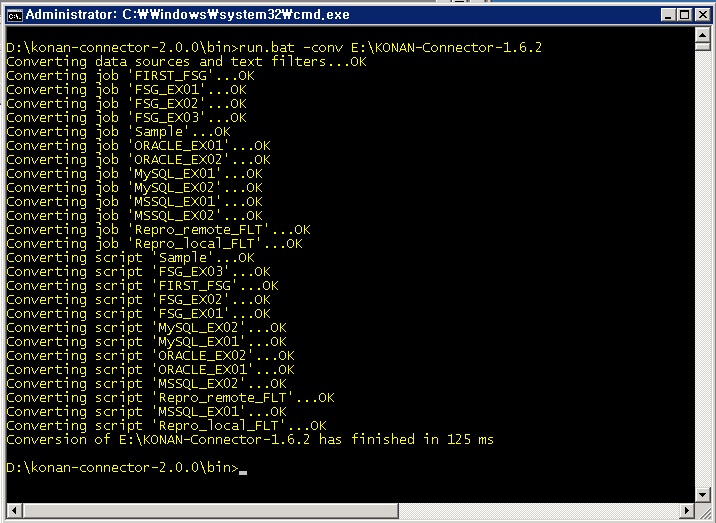 Administrator: C:₩Windows₩system32₩cmd.exe
D:\konan-connector-2.0.0\bin>run.bat -conv E:\KONAN-Connector-1.6.2
Converting data sources and text filters...OK
Converting job 'FIRST_FSG'...OK
Converting job 'FSG_EX01'...OK
Converting job 'FSG_EX02'...OK
Converting job 'FSG_EX03'...OK
Converting job 'Sample'...OK
Converting job 'ORACLE_EX01'...OK
Converting job 'ORACLE_EX02'...OK
Converting job 'MySQL_EX01'...OK
Converting job 'MySQL_EX02'...OK
Converting job 'MSSQL_EX01'...OK
Converting job 'MSSQL_EX02'...OK
Converting job 'Repro_remote_FLT'...OK
Converting job 'Repro_local_FLT'...OK
Converting script 'Sample'...OK
Converting script 'FSG_EX03'...OK
Converting script 'FIRST_FSG'...OK
Converting script 'FSG_EX02'...OK
Converting script 'FSG_EX01'...OK
Converting script 'MySQL_EX02'...OK
Converting script 'MySQL_EX01'...OK
Converting script 'ORACLE_EX02'...OK
Converting script 'ORACLE_EX01'...OK
Converting script 'MSSQL_EX02'...OK
Converting script 'Repro_remote_FLT'...OK
Converting script 'MSSQL_EX01'...OK
Converting script 'Repro_local_FLT'...OK
Conversion of E:\KONAN-Connector-1.6.2 has finished in 125 ms
D:\konan-connector-2.0.0\bin>_